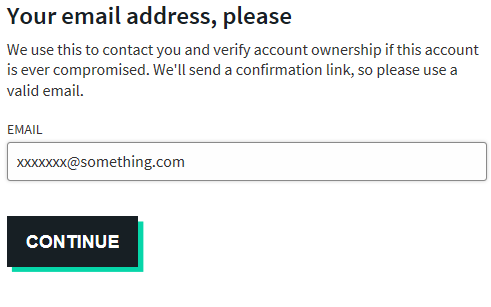 Your email address, please
We use this to contact you and verify account ownership if this account
is ever compromised. We'll send a confirmation link, so please use a
valid email.
EMAIL
xxxxxxx@something.com
CONTINUE